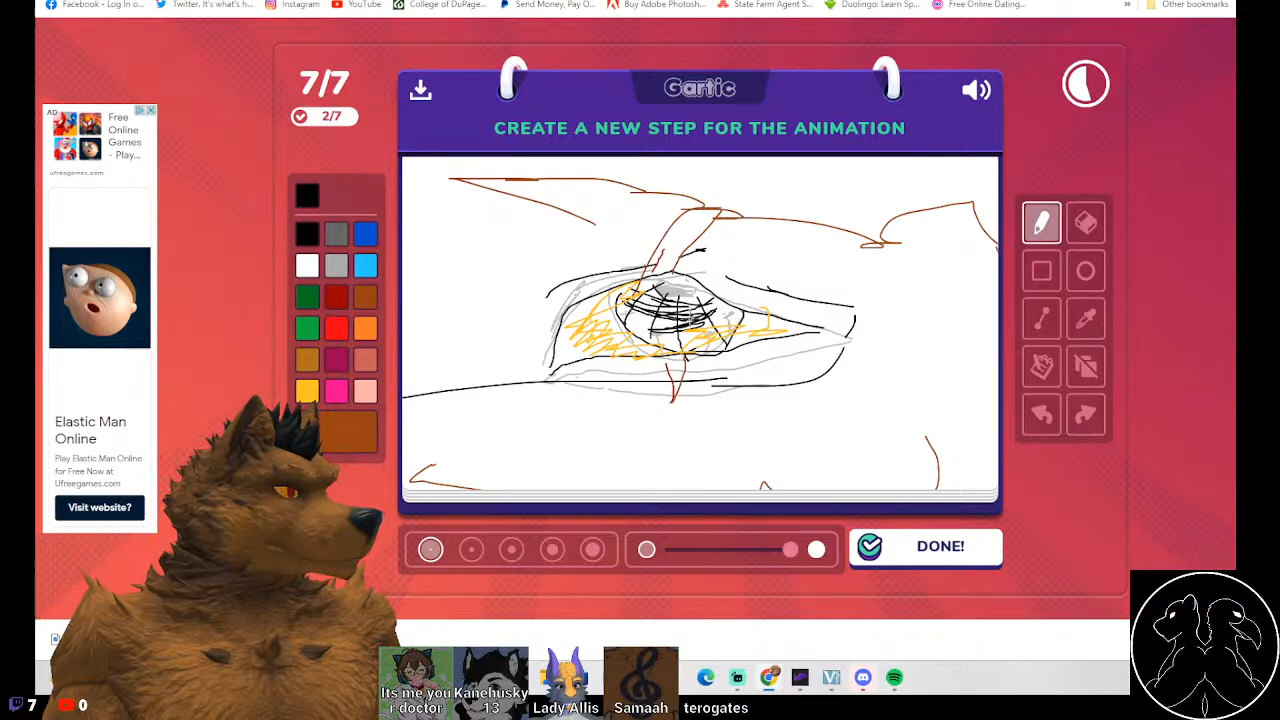 Facebook - Log In o...
Twitter, It's what's h...
Instagram
YouTube
College of DuPage...
Send Money, Pay O...
Buy Adobe Photosh...
State Farm Agent S...
Duolingo: Learn Sp...
Free Online Dating...
»
Other bookmarks
7/7
2/7
Gartic
CREATE A NEW STEP FOR THE ANIMATION
AD
Free
Online
Games
- Play...
ufreegames.com
Elastic Man
Online
Play Elastic Man Online
for Free Now at
Ufreegames.com
Visit website?
DONE!
7
0
Its me you
r doctor
Kanehusky
13
Lady Allis
Samaah
terogates